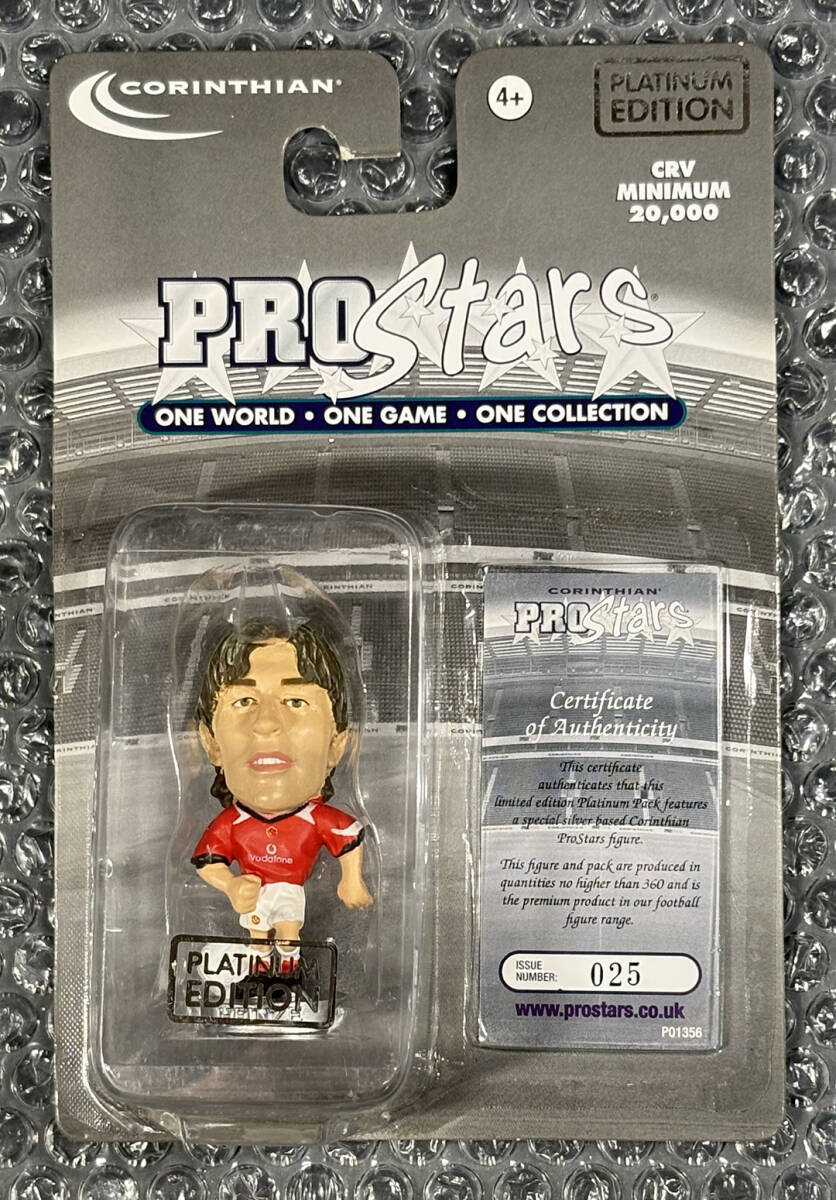 CORINTHIAN
4+
PLATINUM
EDITION
CRV
MINIMUM
20,000
PROStars
ONE WORLD • ONE GAME • ONE COLLECTION
CORINTHIAN
PROStars
Certificate
of Authenticity
This certificate
authenticates that this
limited edition Platinum Pack features
a special silver based Corinthian
ProStars figure.
This figure and pack are produced in
quantities no higher than 360 and is
the premium product in our football
figure range.
ISSUE
NUMBER: 025
www.prostars.co.uk
P01356
vodafone
PLATINUM
EDITION